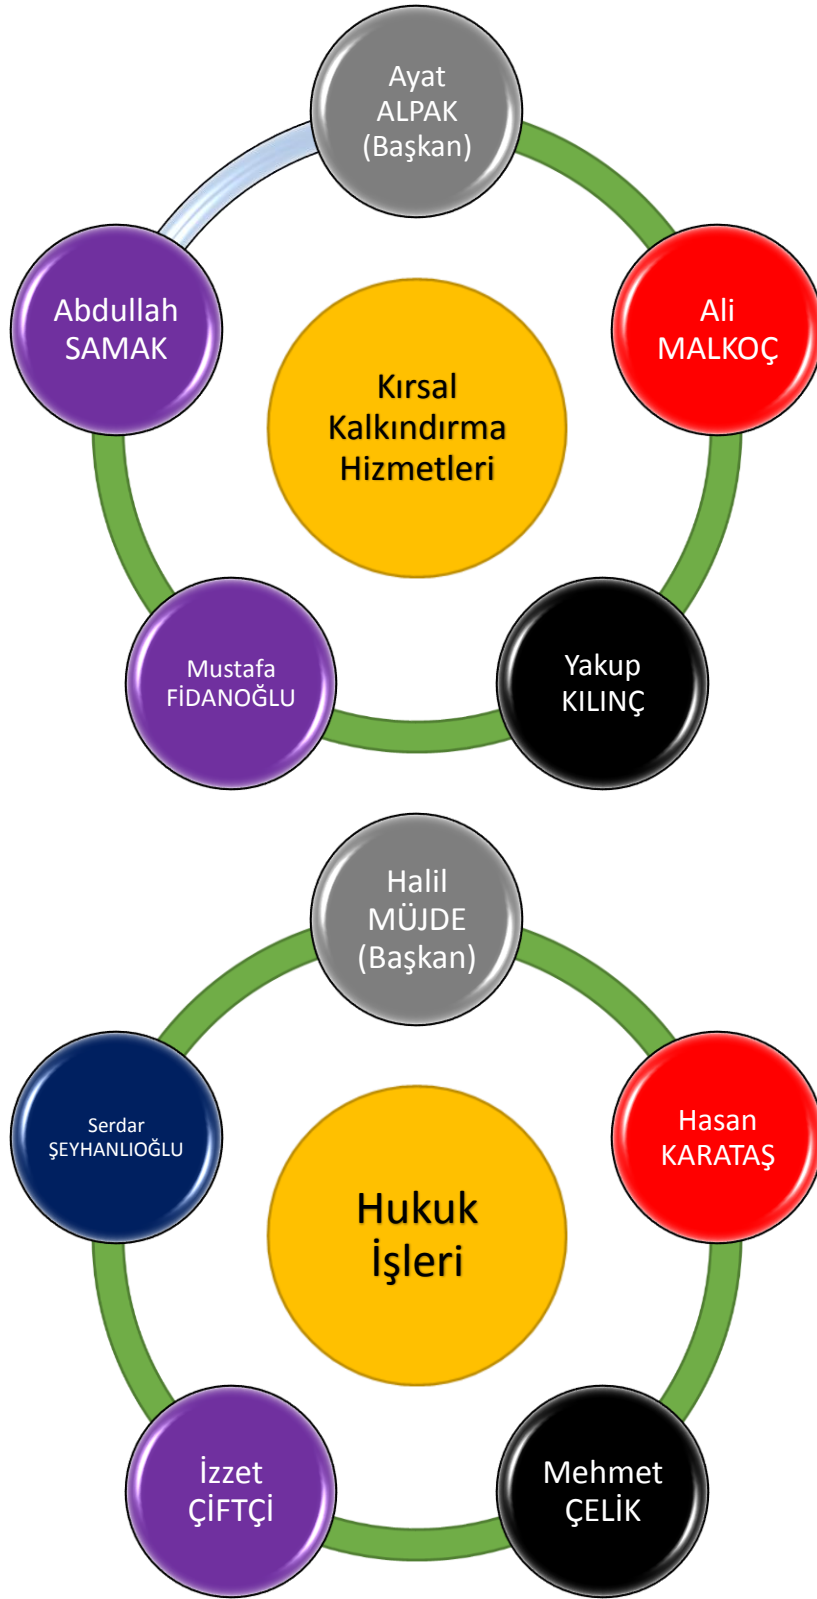 Ayat
ALPAK
(Başkan)
Ali
MALKOÇ
Yakup
KILINÇ
Mustafa
FİDANOĞLU
Abdullah
SAMAK
Kırsal
Kalkındırma
Hizmetleri
Halil
MÜJDE
(Başkan)
Hasan
KARATAŞ
Mehmet
ÇELİK
İzzet
ÇİFTÇİ
Serdar
ŞEYHANLIOĞLU
Hukuk
İşleri